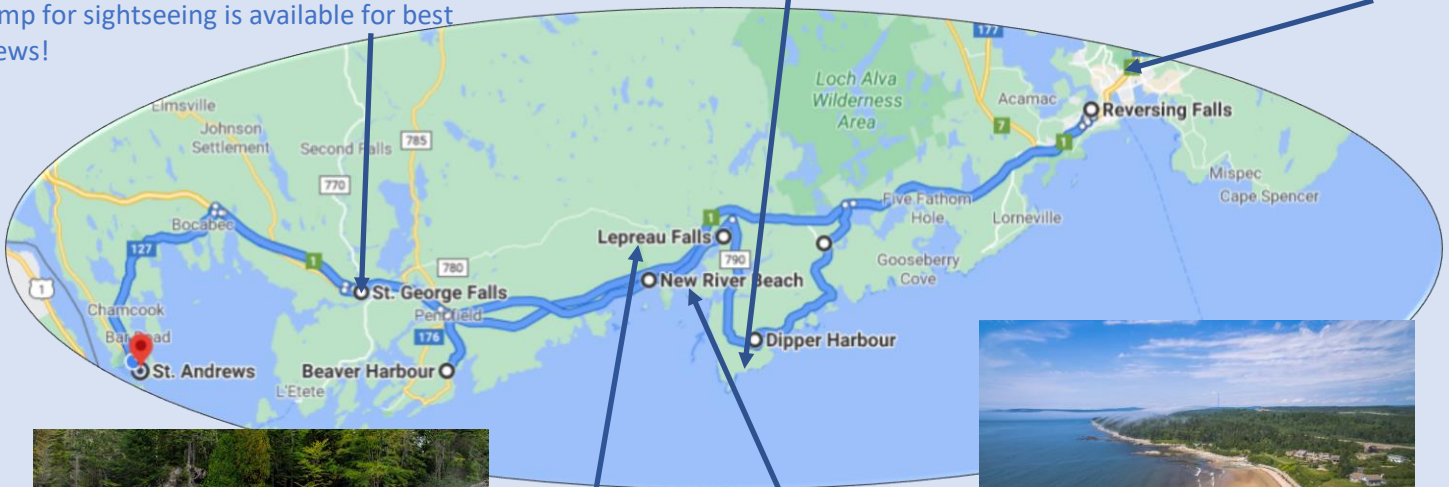 mp for sightseeing is available for best
ews!
177
Loch Alva
Wilderness
Area
Acamac
Reversing Falls
Elmsville
Johnson
Settlement
Second Falls
785
7
1
770
Mispec
Cape Spencer
Bocabec
127
1
1
Five Fathom
Hole
Lorneville
Lepreau Falls
780
790
Gooseberry
Cove
1
St. George Falls
New River Beach
Chamcook
Pennfield
Bar Road
176
Dipper Harbour
St. Andrews
Beaver Harbour
L'Etete